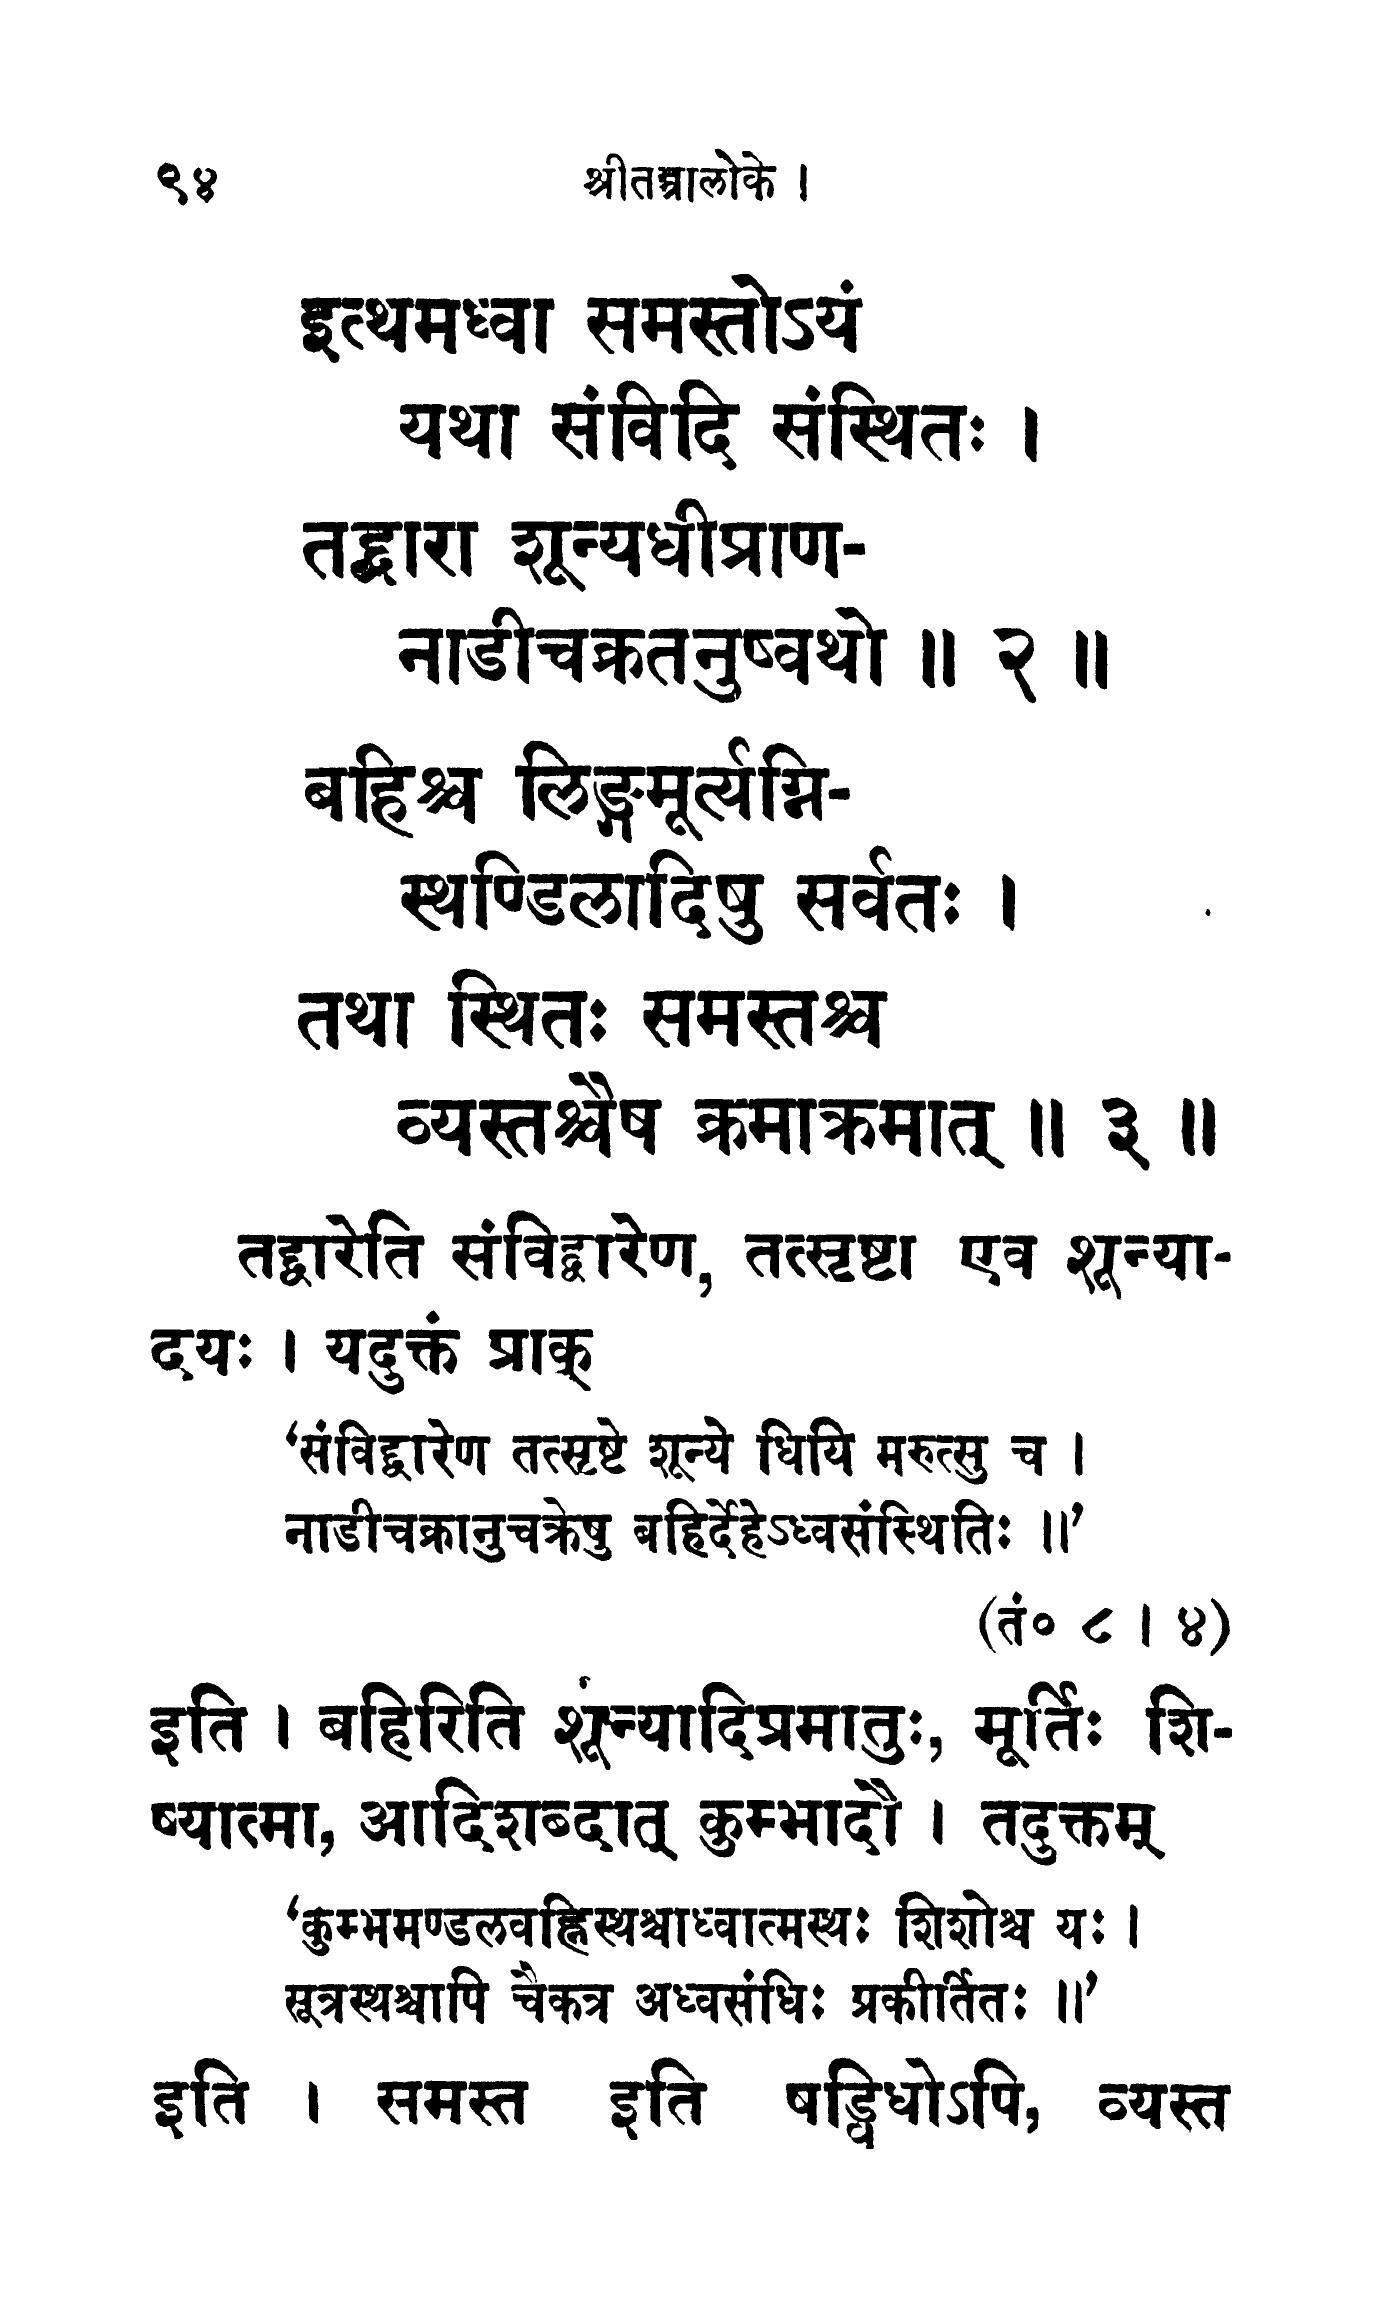 ९४ श्रीतन्त्रालोके ।
इत्थमध्वा समस्तोऽयं
यथा संविदि संस्थितः ।
तद्द्वारा शून्यधीप्राण-
नाडीचक्रतनुष्वथो ॥ २ ॥
बहिश्च लिङ्गमूर्त्यग्नि-
स्थण्डिलादिषु सर्वतः ।
तथा स्थितः समस्तश्च
व्यस्तश्चैष क्रमाक्रमात् ॥ ३ ॥
तद्द्वारेति संविद्द्वारेण, तत्सृष्टा एव शून्या-
दयः । यदुक्तं प्राक्
‘संविद्द्वारेण तत्सृष्टे शून्ये धियि मरुत्सु च ।
नाडीचक्रानुचक्रेषु बहिर्देहेऽध्वसंस्थितिः ॥’
(तं० ८ । ४)
इति । बहिरिति शून्यादिप्रमातुः, मूर्तिः शि-
ष्यात्मा, आदिशब्दात् कुम्भादौ । तदुक्तम्
‘कुम्भमण्डलवह्निस्थश्चाध्वात्मस्थः शिशोश्च यः ।
सूत्रस्थश्चापि चैकत्र अध्वसंधिः प्रकीर्तितः ॥’
इति । समस्त इति षड्विधोऽपि, व्यस्त